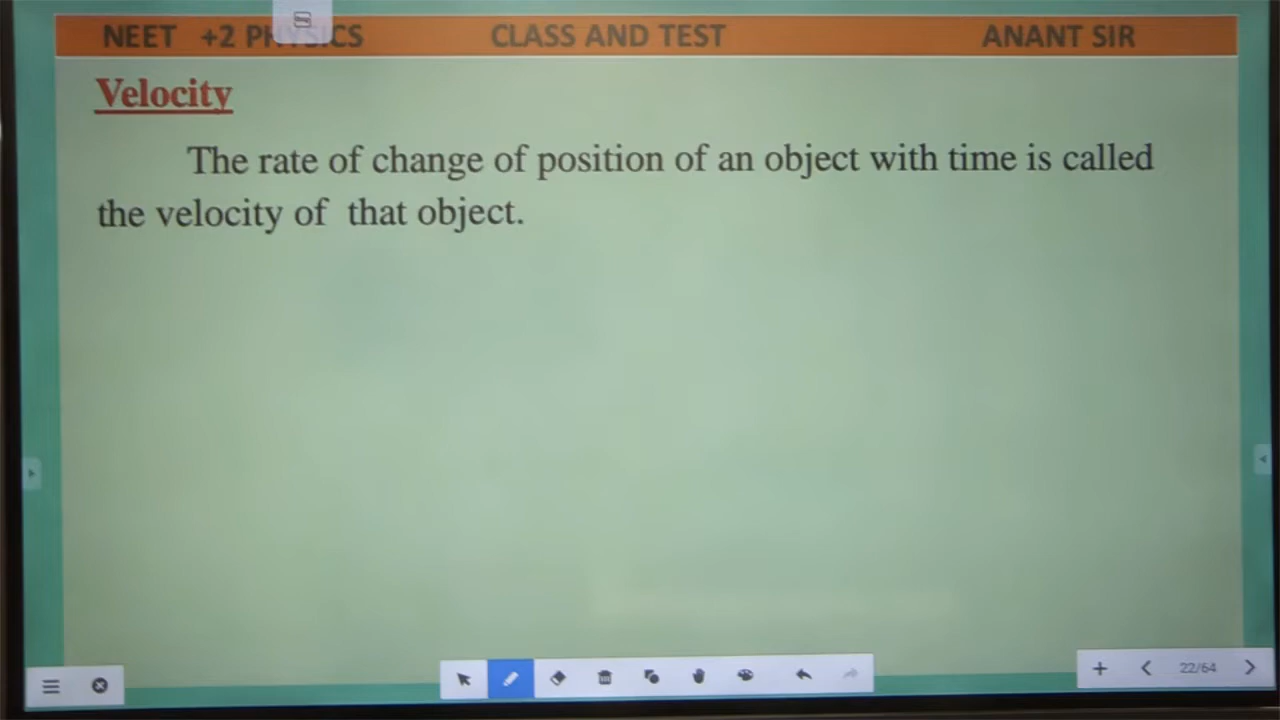 NEET +2 PHYSICS CLASS AND TEST ANANT SIR
Velocity
The rate of change of position of an object with time is called
the velocity of that object.
22/64